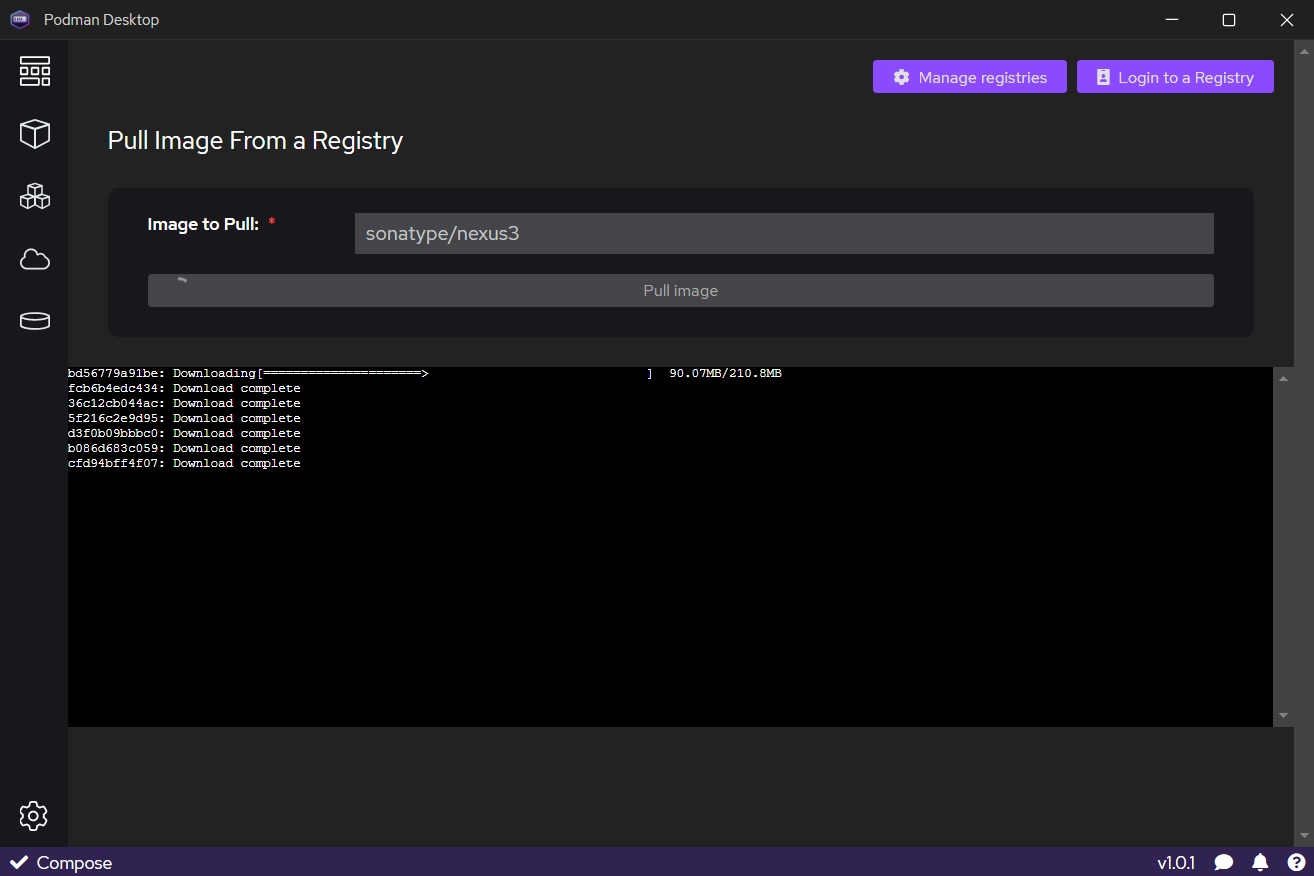 Podman Desktop
Manage registries
Login to a Registry
Pull Image From a Registry
Image to Pull: *
sonatype/nexus3
Pull image
bd56779a91be: Downloading[=====================>                             ]  90.07MB/210.8MB
fcb6b4edc434: Download complete
36c12cb044ac: Download complete
5f216c2e9d95: Download complete
d3f0b09bbbc0: Download complete
b086d683c059: Download complete
cfd94bff4f07: Download complete
Compose
v1.0.1